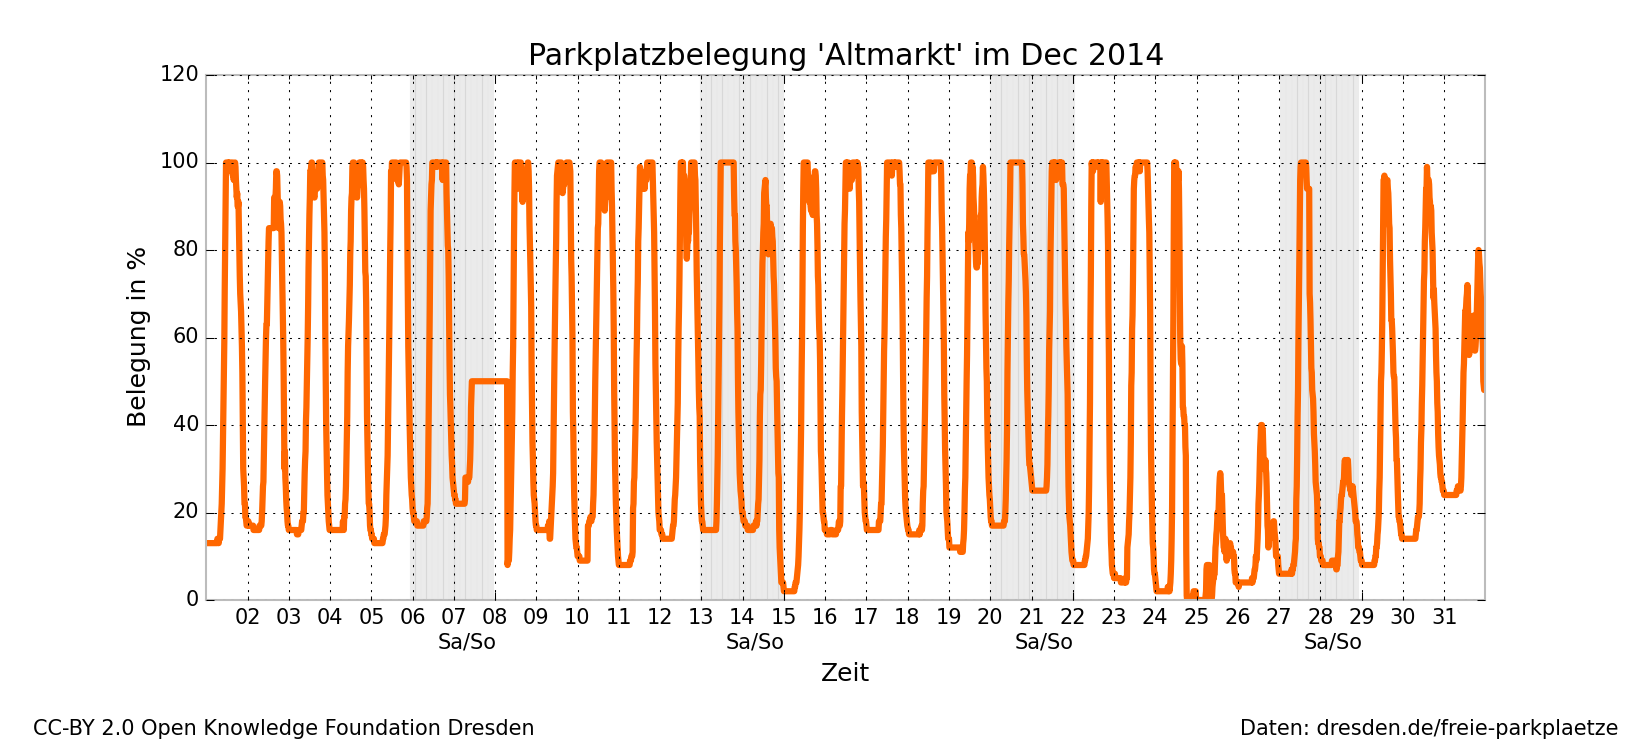 Parkplatzbelegung 'Altmarkt' im Dec 2014
120
100
80
60
40
20
0
Belegung in %
02 03 04 05 06 07 08 09 10 11 12 13 14 15 16 17 18 19 20 21 22 23 24 25 26 27 28 29 30 31
Sa/So Sa/So Sa/So Sa/So
Zeit
CC-BY 2.0 Open Knowledge Foundation Dresden
Daten: dresden.de/freie-parkplaetze